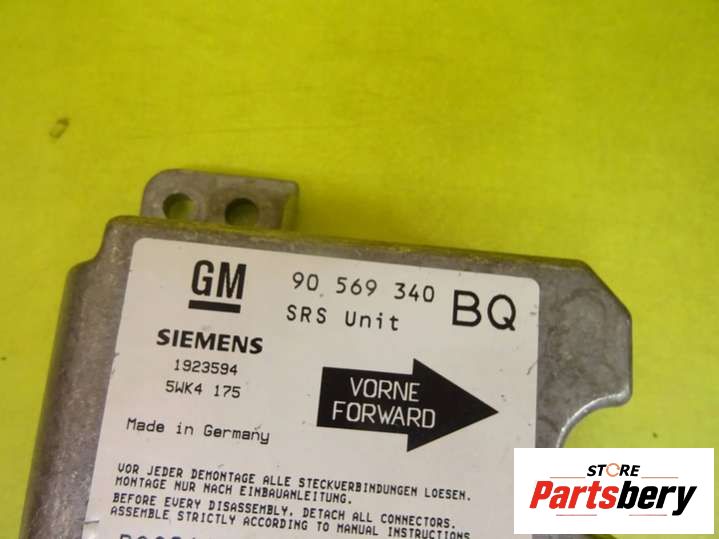 GM 90 569 340 BQ
SRS Unit
SIEMENS
1923594
5WK4 175
VORNE
FORWARD
Made in Germany
VOR JEDER DEMONTAGE ALLE STECKVERBINDUNGEN LOESEN.
MONTAGE NUR NACH EINBAUANLEITUNG.
BEFORE EVERY DISASSEMBLY, DETACH ALL CONNECTORS.
ASSEMBLE STRICTLY ACCORDING TO MANUAL INSTRUCTIONS
STORE
Partsbery